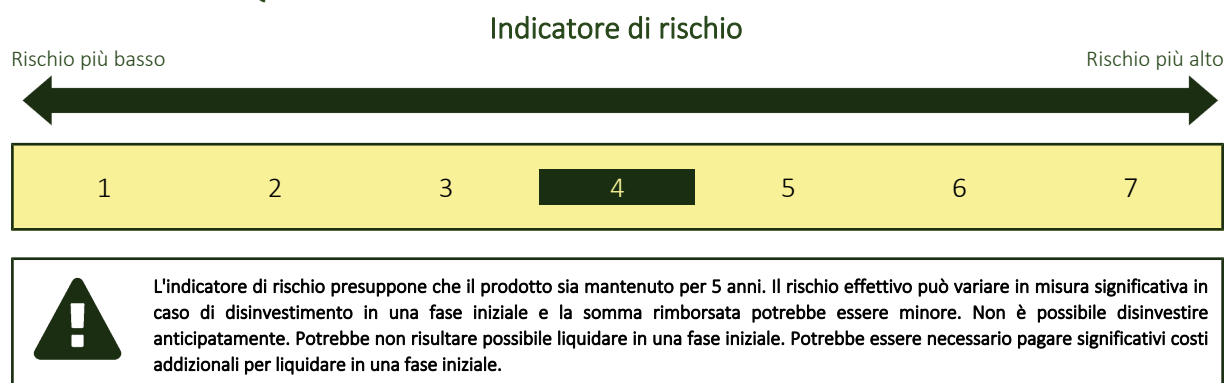 Indicatore di rischio
Rischio più basso
Rischio più alto
1 2 3 4 5 6 7
L'indicatore di rischio presuppone che il prodotto sia mantenuto per 5 anni. Il rischio effettivo può variare in misura significativa in
caso di disinvestimento in una fase iniziale e la somma rimborsata potrebbe essere minore. Non è possibile disinvestire
anticipatamente. Potrebbe non risultare possibile liquidare in una fase iniziale. Potrebbe essere necessario pagare significativi costi
addizionali per liquidare in una fase iniziale.